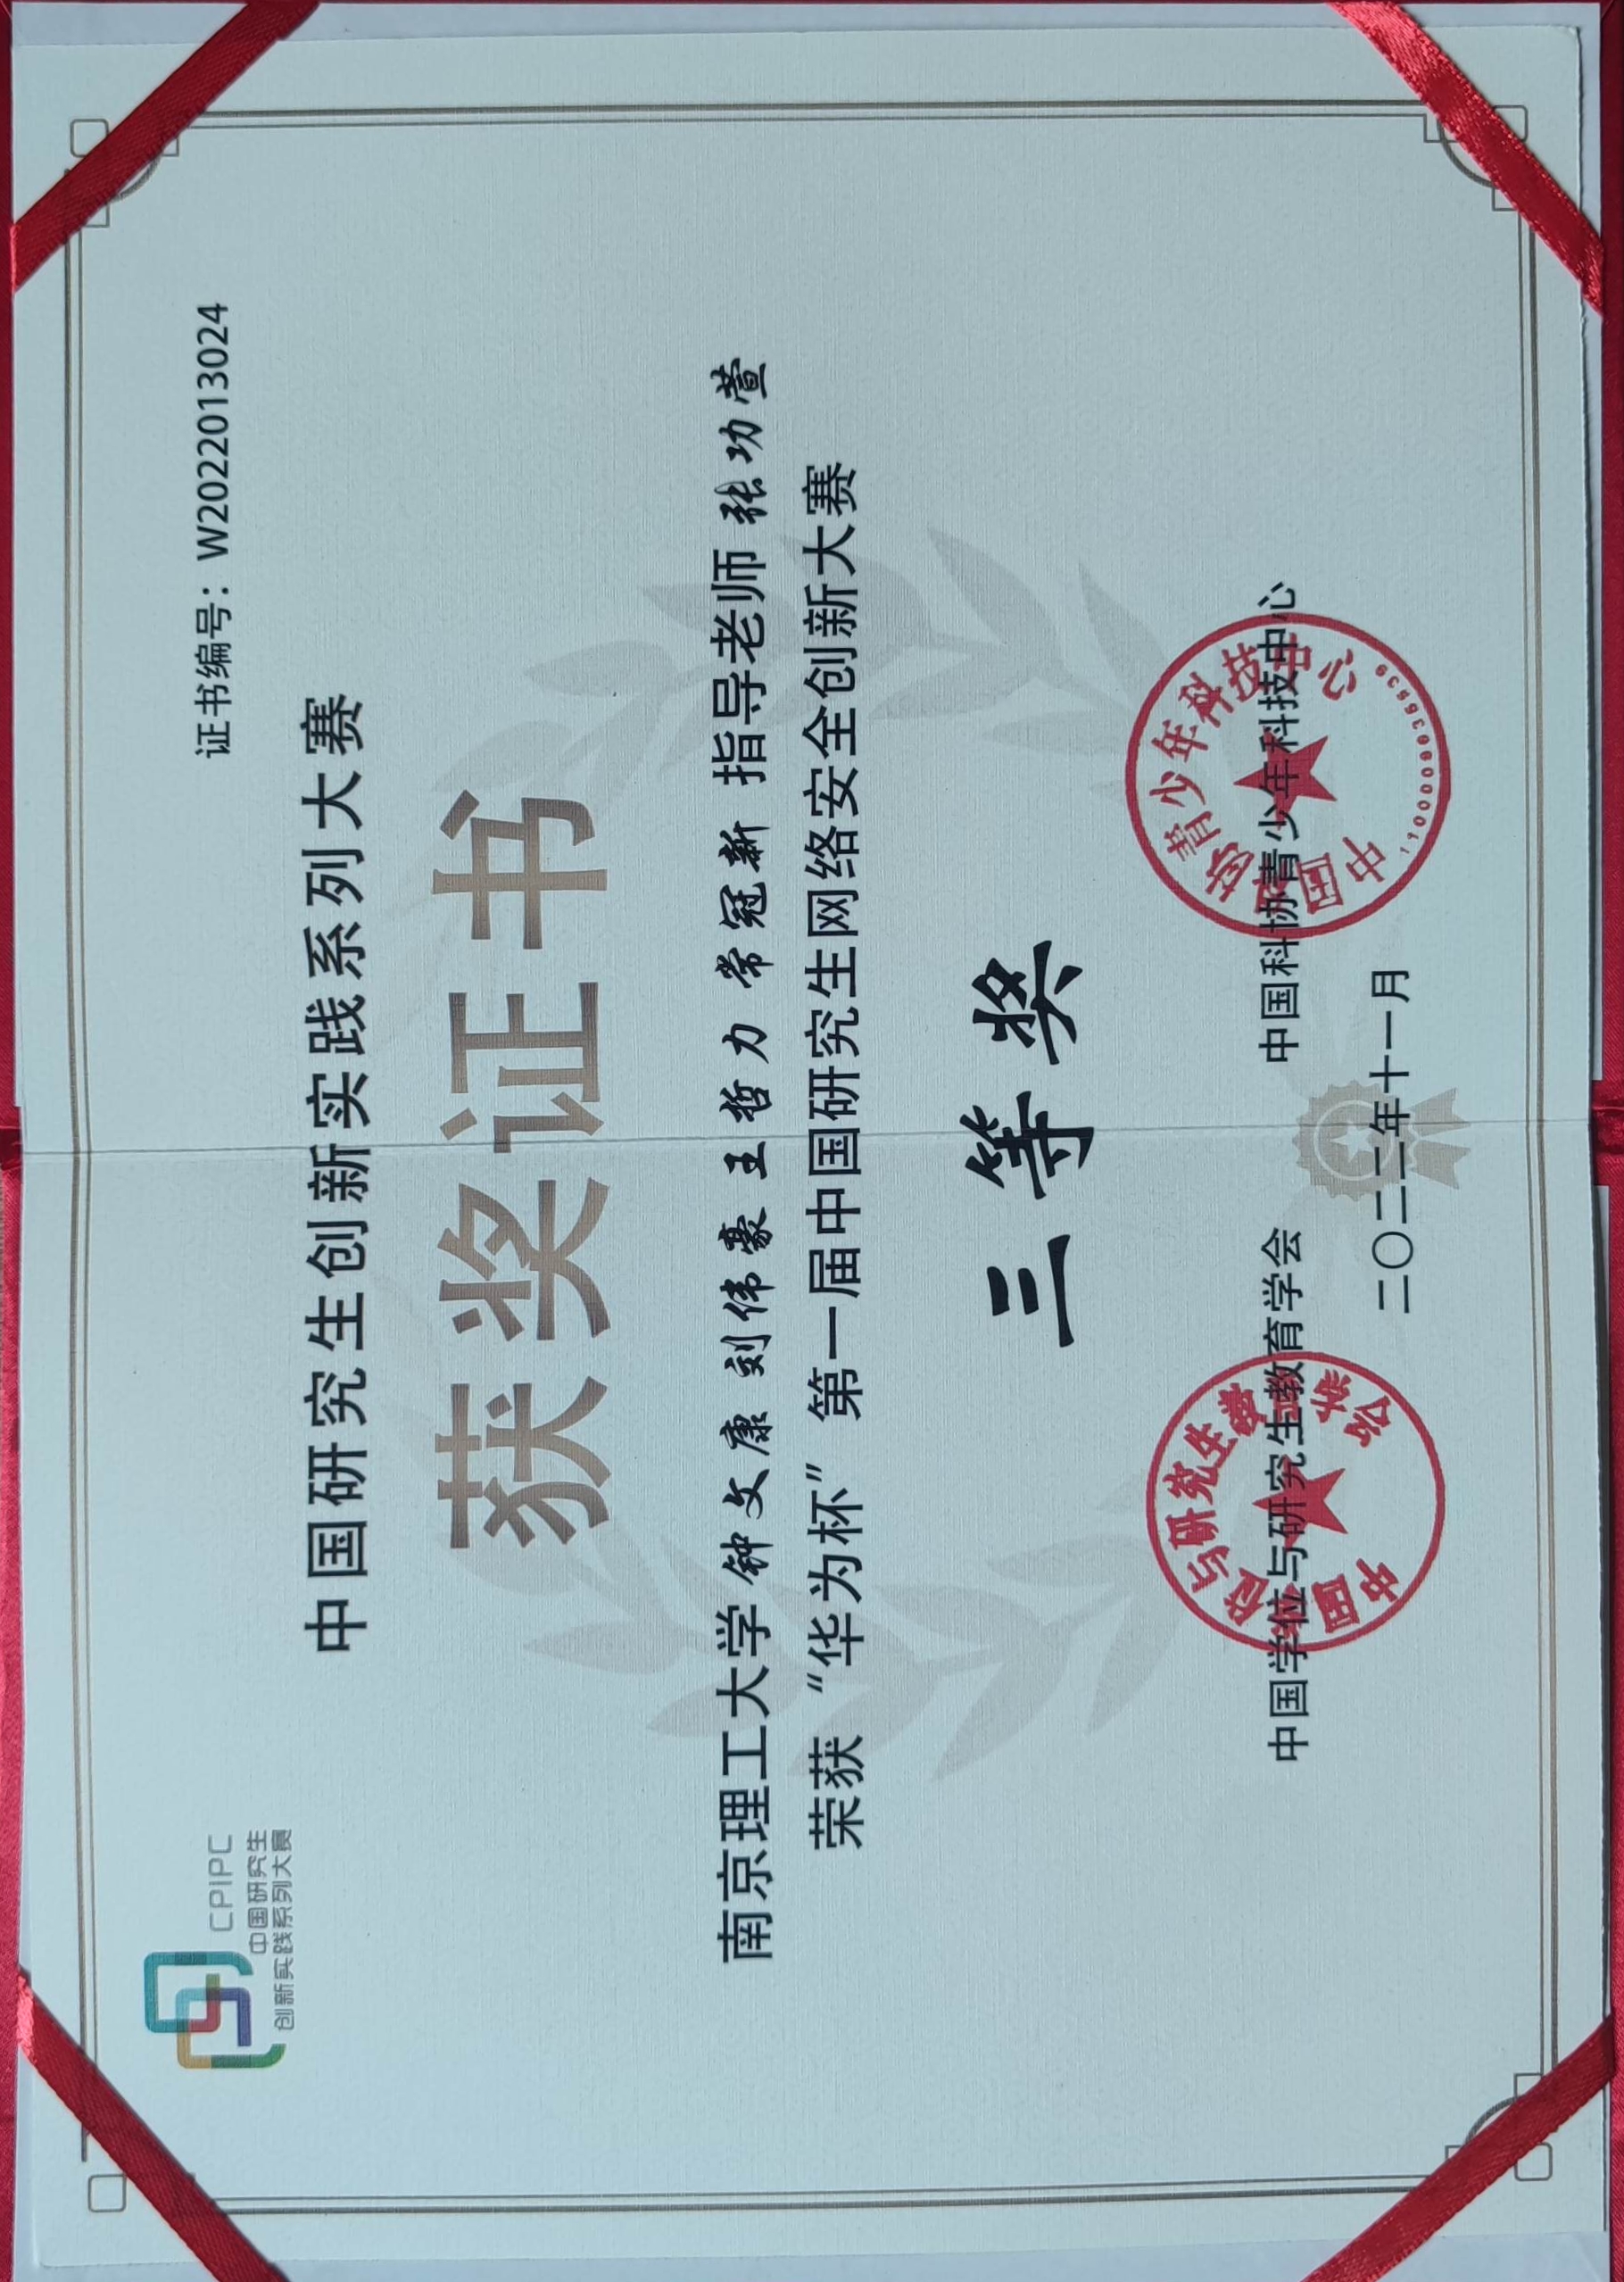 CPIPC
中国研究生
创新实践系列大赛
证书编号：W2022013024
中国研究生创新实践系列大赛
获奖证书
南京理工大学 钟文康 刘伟豪 王哲力 常冠新 指导老师 张功萱
荣获“华为杯”第一届中国研究生网络安全创新大赛
三等奖
中国学位与研究生教育学会
中国科协青少年科技中心
中国学位与研究生教育学会
中国科协青少年科技中心
二〇二二年十一月